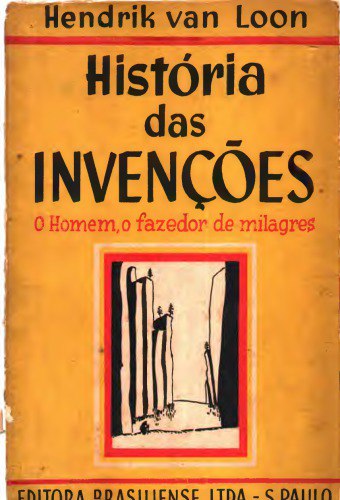 Hendrik van Loon
História
das
INVENÇÕES
O Homem, o fazedor de milagres
EDITORA BRASILIENSE LTDA - S. PAULO